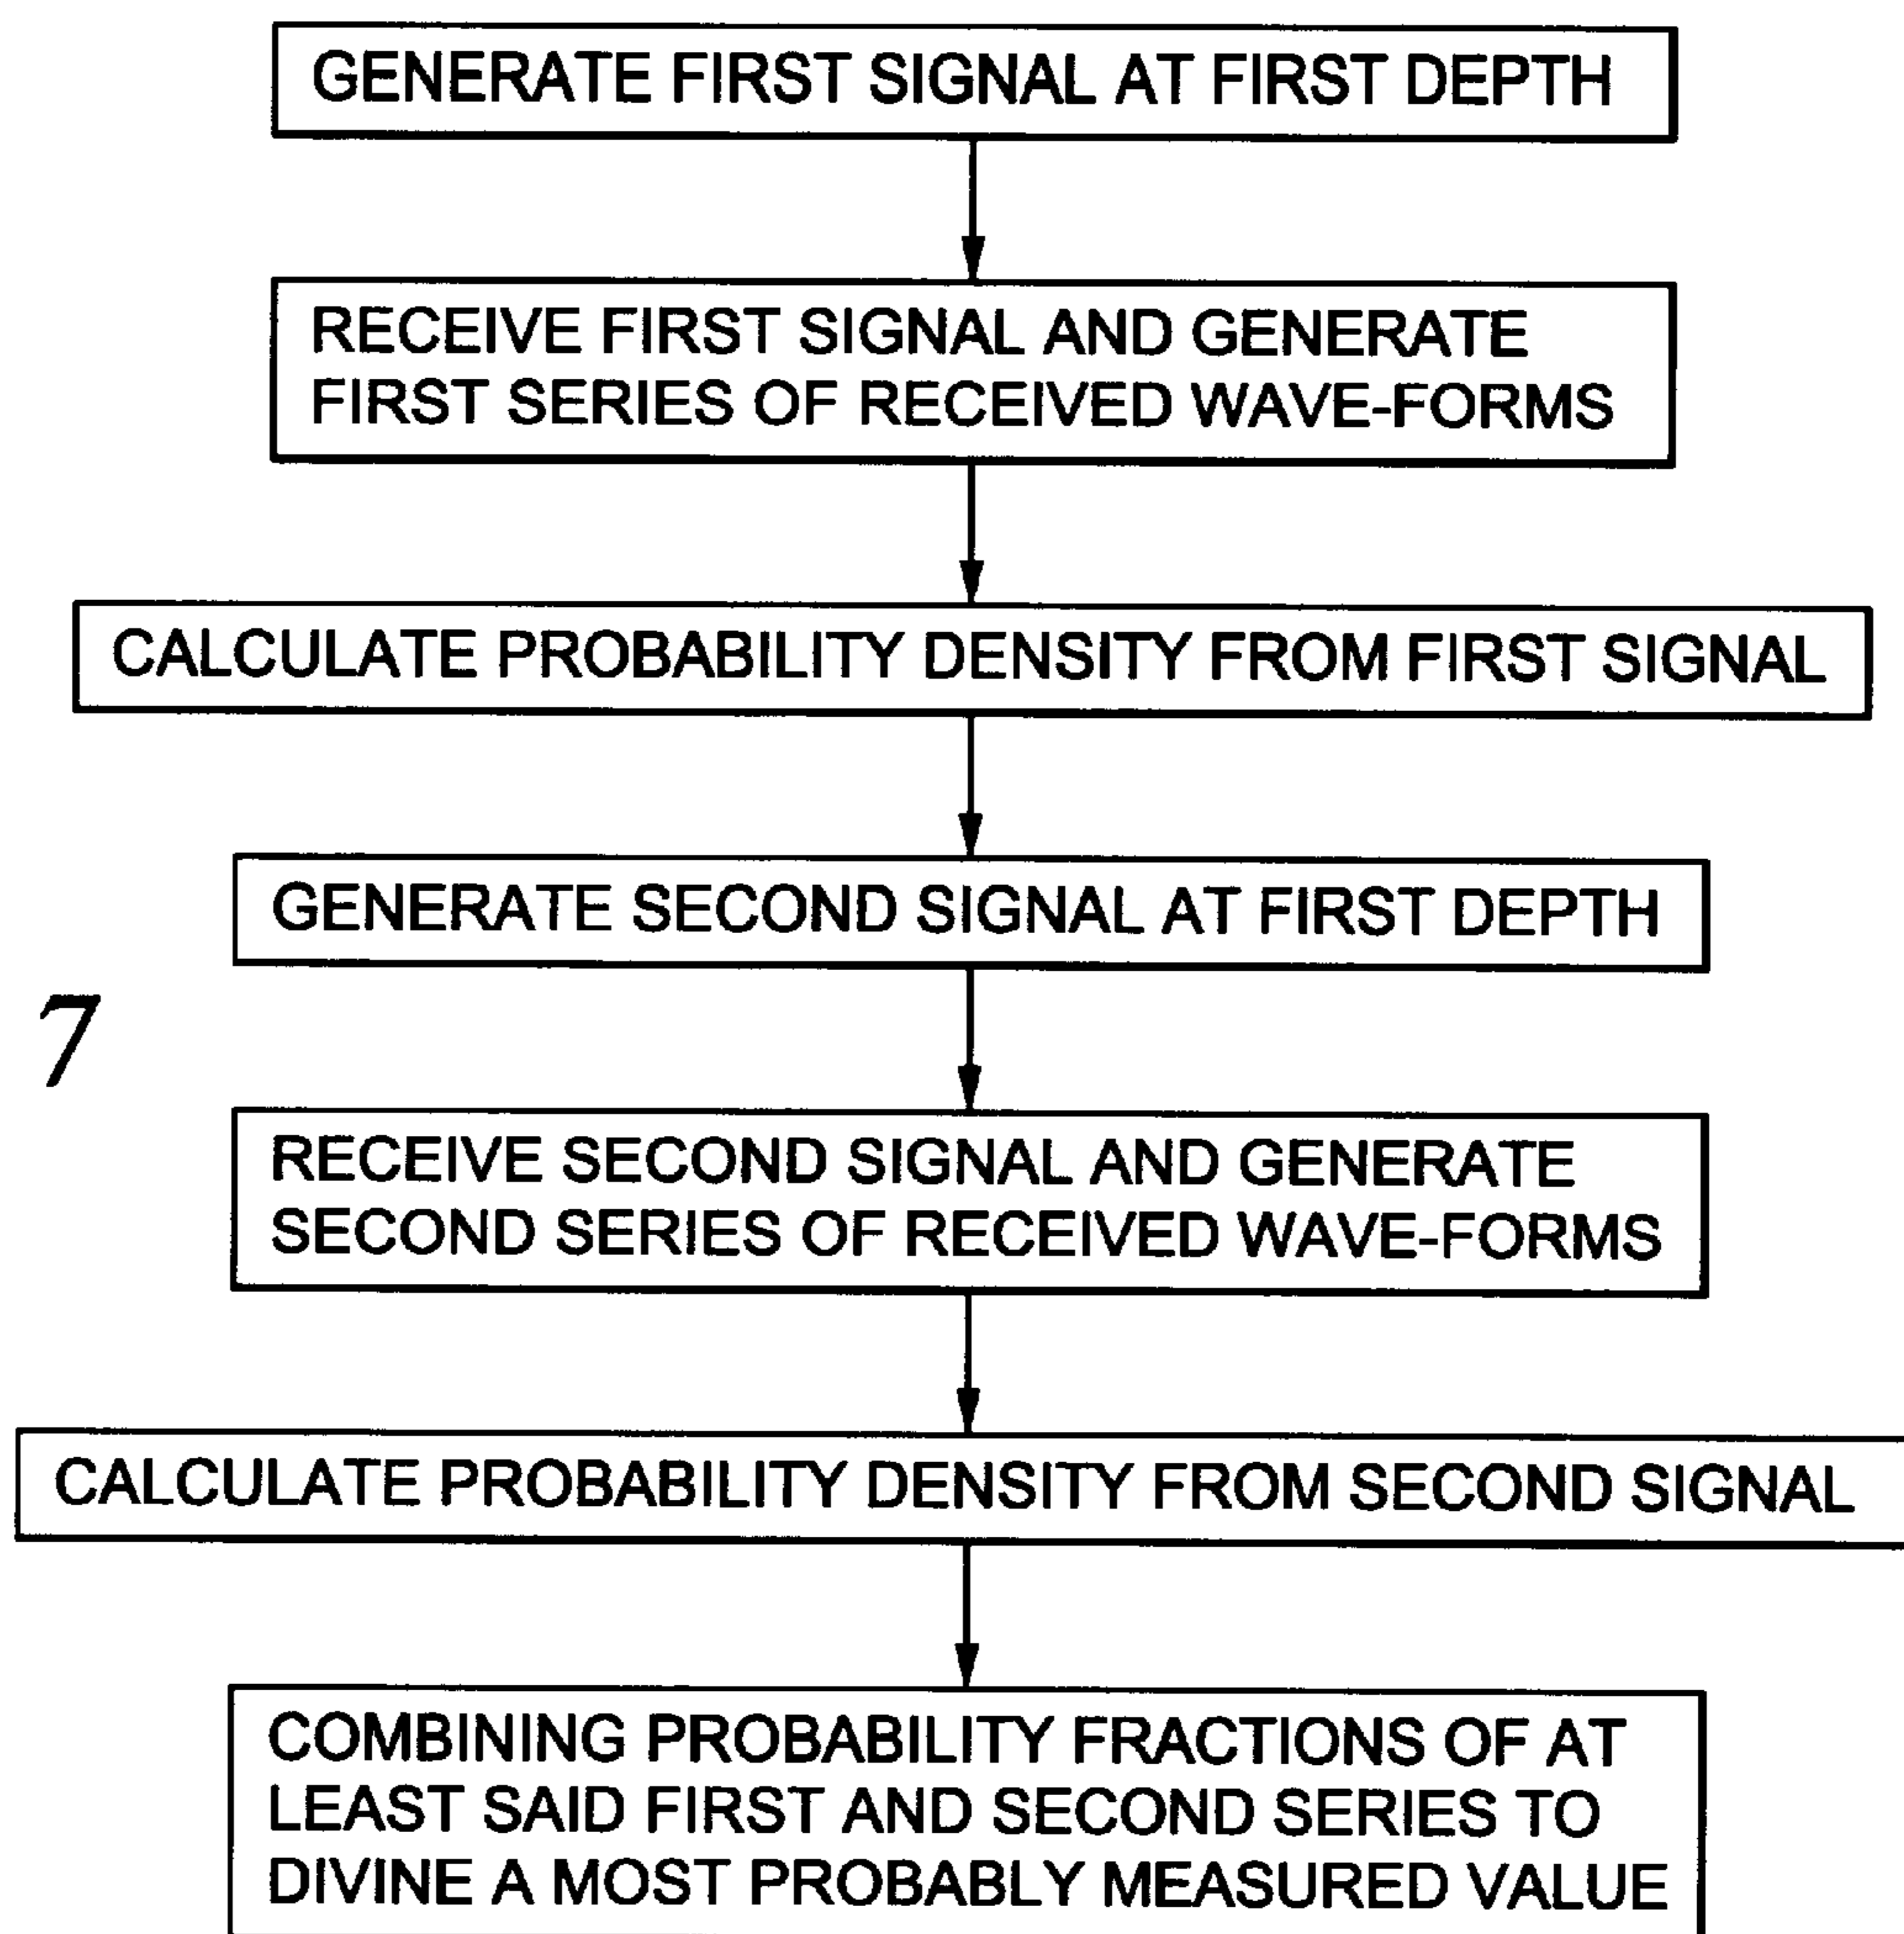 GENERATE FIRST SIGNAL AT FIRST DEPTH
RECEIVE FIRST SIGNAL AND GENERATE
FIRST SERIES OF RECEIVED WAVE-FORMS
CALCULATE PROBABILITY DENSITY FROM FIRST SIGNAL
GENERATE SECOND SIGNAL AT FIRST DEPTH
7
RECEIVE SECOND SIGNAL AND GENERATE
SECOND SERIES OF RECEIVED WAVE-FORMS
CALCULATE PROBABILITY DENSITY FROM SECOND SIGNAL
COMBINING PROBABILITY FRACTIONS OF AT
LEAST SAID FIRST AND SECOND SERIES TO
DIVINE A MOST PROBABLY MEASURED VALUE